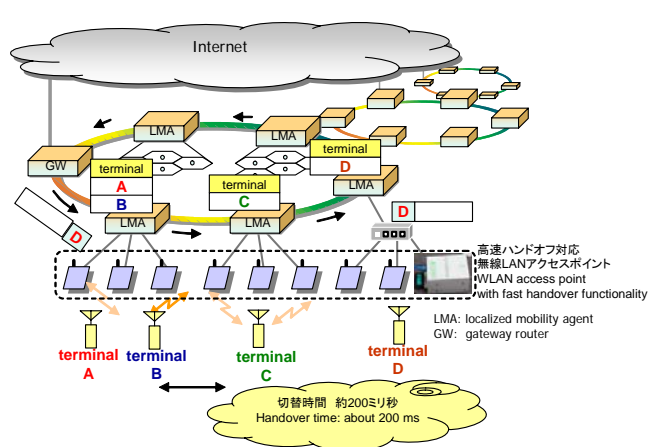 Internet
LMA
LMA
GW
terminal
A
B
terminal
C
terminal
D
LMA
LMA
LMA
D
D
高速ハンドオフ対応
無線LANアクセスポイント
WLAN access point
with fast handover functionality
LMA: localized mobility agent
GW: gateway router
terminal
A
terminal
B
terminal
C
terminal
D
切替時間 約200ミリ秒
Handover time: about 200 ms